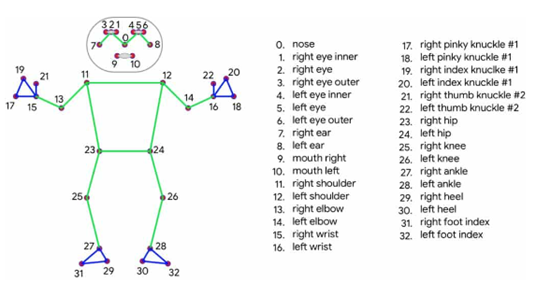 321 456
0
7 8
9 10
19 21 11 12 22 20
17 15 13 14 16 18
23 24
25 26
27 28
31 29 30 32
0. nose
1. right eye inner
2. right eye
3. right eye outer
4. left eye inner
5. left eye
6. left eye outer
7. right ear
8. left ear
9. mouth right
10. mouth left
11. right shoulder
12. left shoulder
13. right elbow
14. left elbow
15. right wrist
16. left wrist
17. right pinky knuckle #1
18. left pinky knuckle #1
19. right index knuclke #1
20. left index knuckle #1
21. right thumb knuckle #2
22. left thumb knuckle #2
23. right hip
24. left hip
25. right knee
26. left knee
27. right ankle
28. left ankle
29. right heel
30. left heel
31. right foot index
32. left foot index